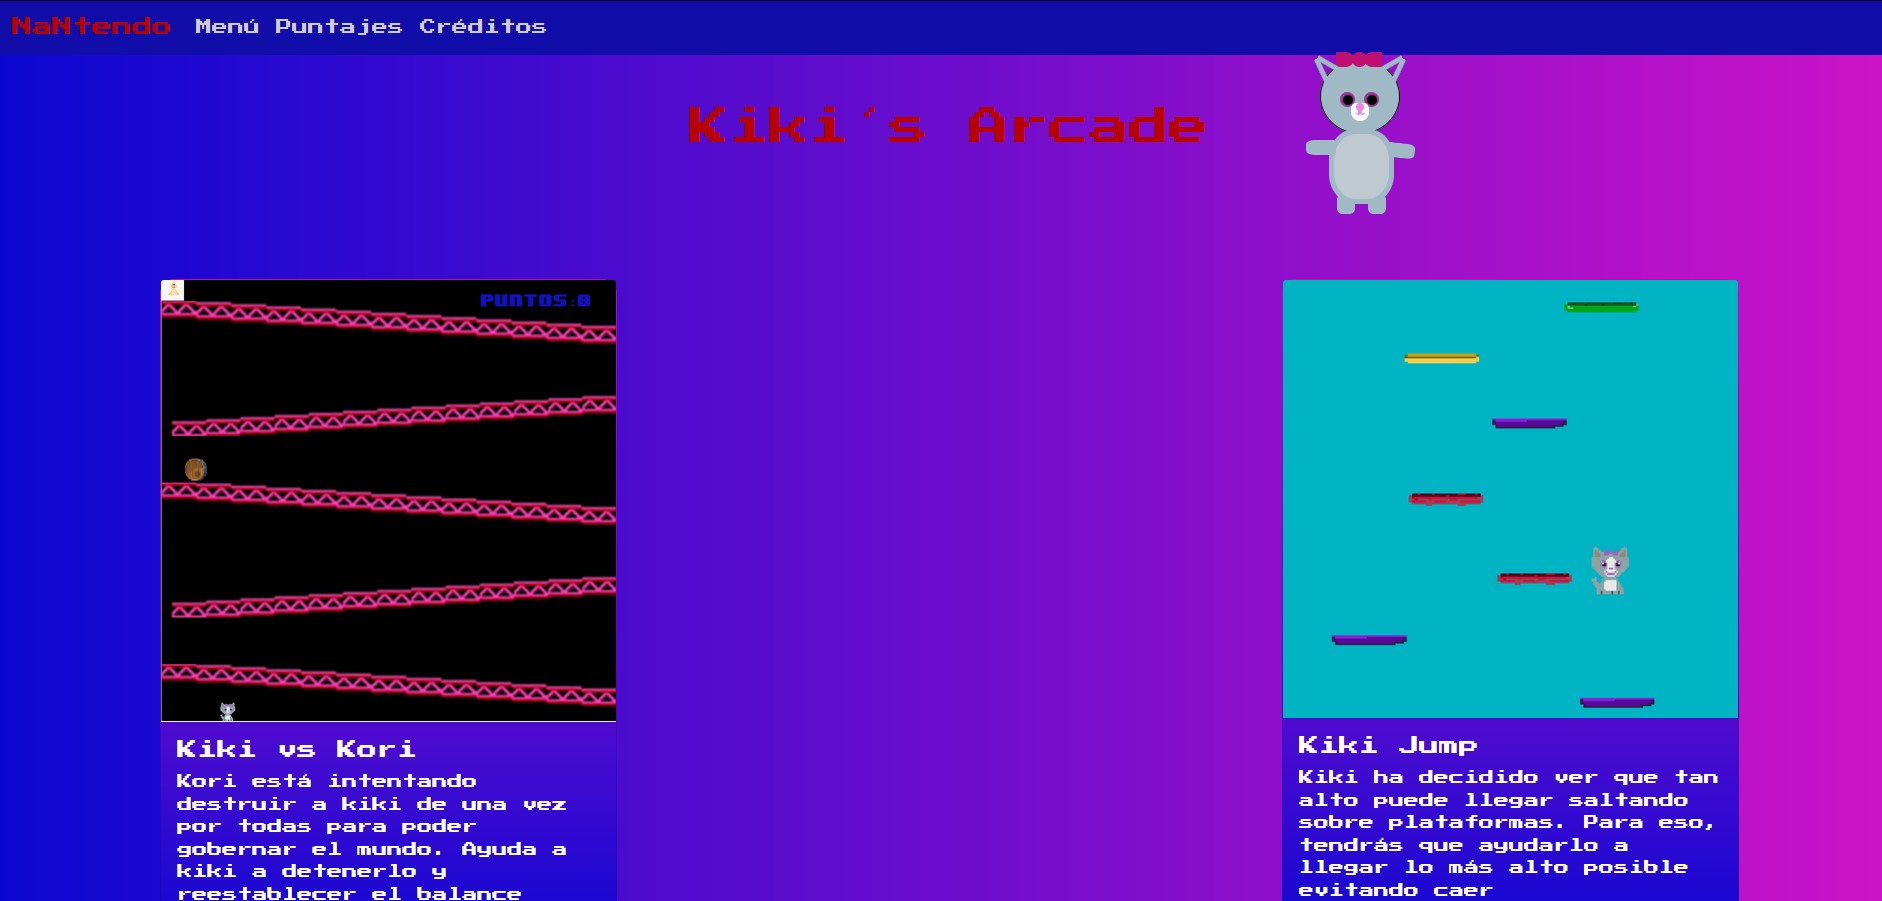 NaNtendo Menú Puntajes Créditos
Kiki´s Arcade
PUNTOS:0
Kiki vs Kori
Kori está intentando
destruir a kiki de una vez
por todas para poder
gobernar el mundo. Ayuda a
kiki a detenerlo y
reestablecer el balance
Kiki Jump
Kiki ha decidido ver que tan
alto puede llegar saltando
sobre plataformas. Para eso,
tendrás que ayudarlo a
llegar lo más alto posible
evitando caer